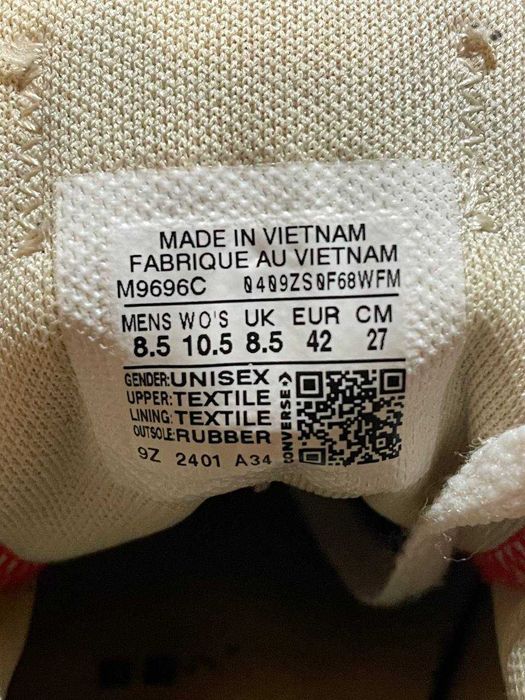 MADE IN VIETNAM
FABRIQUE AU VIETNAM
M9696C 0409ZS0F68WFM
MENS WO'S UK EUR CM
8.5 10.5 8.5 42 27
GENDER:UNISEX
UPPER:TEXTILE
LINING:TEXTILE
OUTSOLE:RUBBER
9Z 2401 A34
CONVERSE